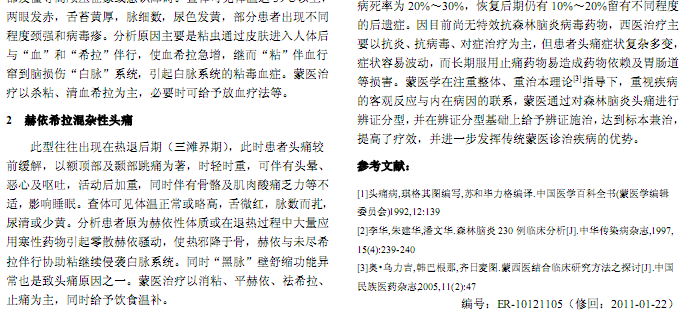 两眼发赤，舌苔黄厚，脉细数，尿色发黄，部分患者出现不同
程度颈强和病毒疹。分析原因主要是粘虫通过皮肤进入人体后
与“血”和“希拉”伴行，使血希拉急增，继而“粘”伴血行
窜到脑损伤“白脉”系统，引起白脉系统的粘毒血症。蒙医治
疗以杀粘、清血希拉为主，必要时可给予放血疗法等。
2 赫依希拉混杂性头痛
此型往往出现在热退后期（三滩界期），此时患者头痛较
前缓解，以额顶部及颞部跳痛为著，时轻时重，可伴有头晕、
恶心及呕吐，活动后加重，同时伴有骨骼及肌肉酸痛乏力等不
适，影响睡眠。查体可见体温正常或略高，舌微红，脉数而芤，
尿清或少黄。分析患者原为赫依性体质或在退热过程中大量应
用寒性药物引起零散赫依骚动，使热邪降于骨，赫依与未尽希
拉伴行协助粘继续侵袭白脉系统。同时“黑脉”壁舒缩功能异
常也是致头痛原因之一。蒙医治疗以消粘、平赫依、祛希拉、
止痛为主，同时给予饮食温补。
病死率为 20%～30%，恢复后期仍有 10%～20%留有不同程度
的后遗症。因目前尚无特效抗森林脑炎病毒药物，西医治疗主
要以抗炎、抗病毒、对症治疗为主，但患者头痛症状复杂多变，
症状容易波动，而长期服用止痛药物易造成药物依赖及胃肠道
等损害。蒙医学在注重整体、重治本理论[3]指导下，重视疾病
的客观反应与内在病因的联系，蒙医通过对森林脑炎头痛进行
辨证分型，并在辨证分型基础上给予辨证施治，达到标本兼治，
提高了疗效，并进一步发挥传统蒙医诊治疾病的优势。
参考文献：
[1]头痛病,琪格其图编写,苏和毕力格编译.中国医学百科全书(蒙医学编辑
委员会)1992,12:139
[2]李华,朱建华,潘文华.森林脑炎 230 例临床分析[J].中华传染病杂志,1997,
15(4):239-240
[3]奥•乌力吉,韩巴根那,齐日麦图.蒙西医结合临床研究方法之探讨[J].中国
民族医药杂志,2005,11(2):47
编号：ER-10121105（修回：2011-01-22）